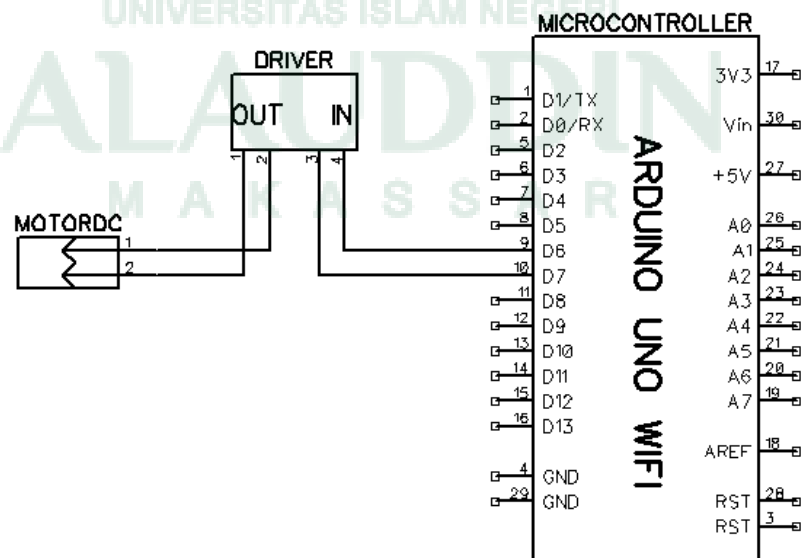 UNIVERSITAS ISLAM NEGERI
ALAUDDIN
MAKASSAR
MICROCONTROLLER
DRIVER
OUT IN
1 2 3 4
MOTORDC
1
2
ARDUINO UNO WIFI
1 D1/TX
2 D0/RX
5 D2
6 D3
7 D4
8 D5
9 D6
10 D7
11 D8
12 D9
13 D10
14 D11
15 D12
16 D13
4 GND
29 GND
3V3 17
Vin 30
+5V 27
A0 26
A1 25
A2 24
A3 23
A4 22
A5 21
A6 20
A7 19
AREF 18
RST 28
RST 3